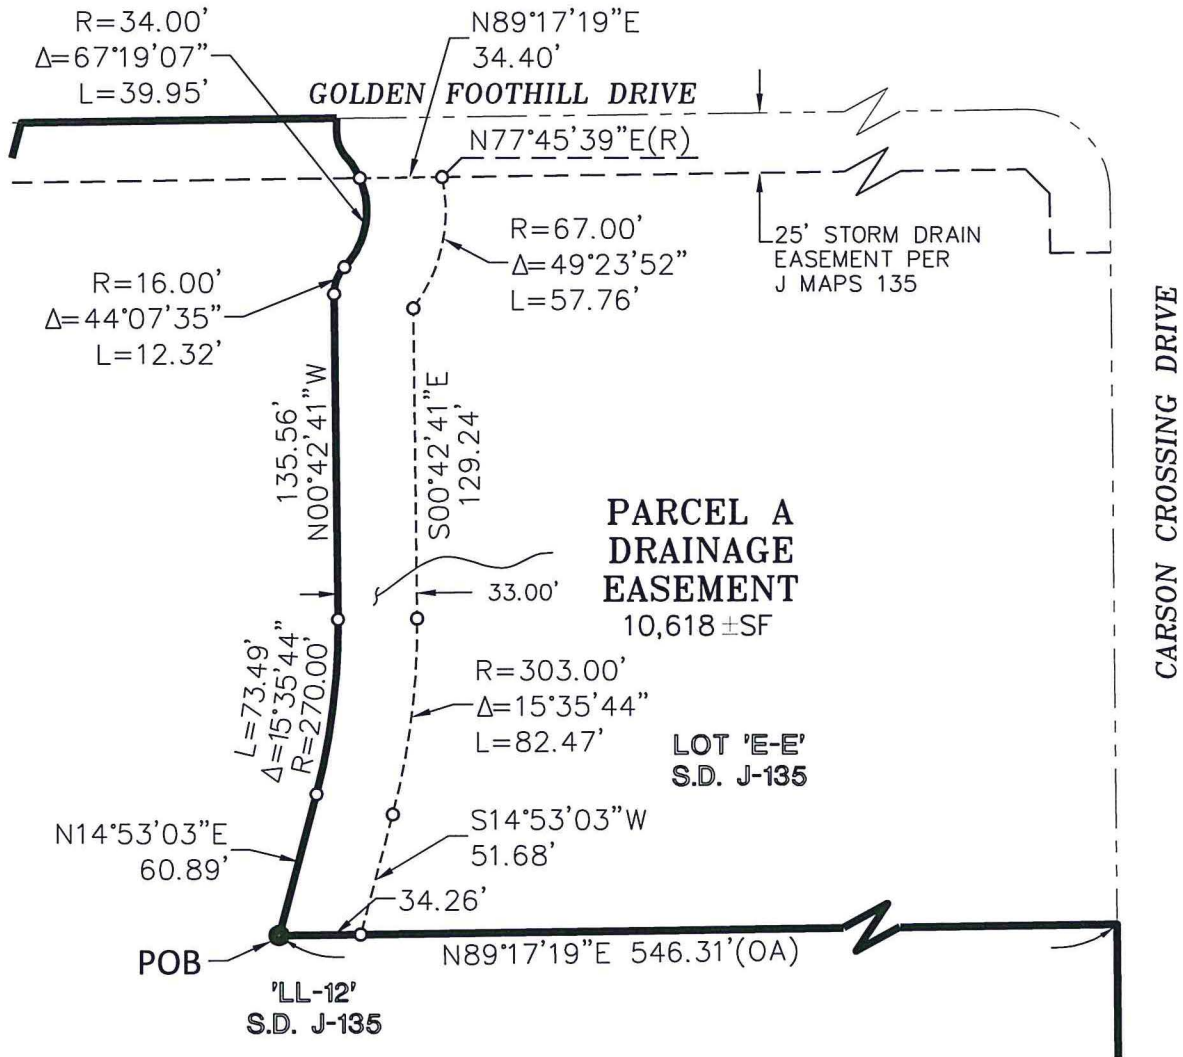 R=34.00'
Δ=67°19'07"
L=39.95'
N89°17'19"E
34.40'
GOLDEN FOOTHILL DRIVE
N77°45'39"E(R)
R=67.00'
Δ=49°23'52"
L=57.76'
25' STORM DRAIN
EASEMENT PER
J MAPS 135
R=16.00'
Δ=44°07'35"
L=12.32'
CARSON CROSSING DRIVE
135.56'
N00°42'41"W
S00°42'41"E
129.24'
PARCEL A
DRAINAGE
EASEMENT
10,618 ±SF
33.00'
L=73.49'
Δ=15°35'44"
R=270.00'
R=303.00'
Δ=15°35'44"
L=82.47'
LOT 'E-E'
S.D. J-135
N14°53'03"E
60.89'
S14°53'03"W
51.68'
34.26'
POB
N89°17'19"E 546.31'(OA)
'LL-12'
S.D. J-135